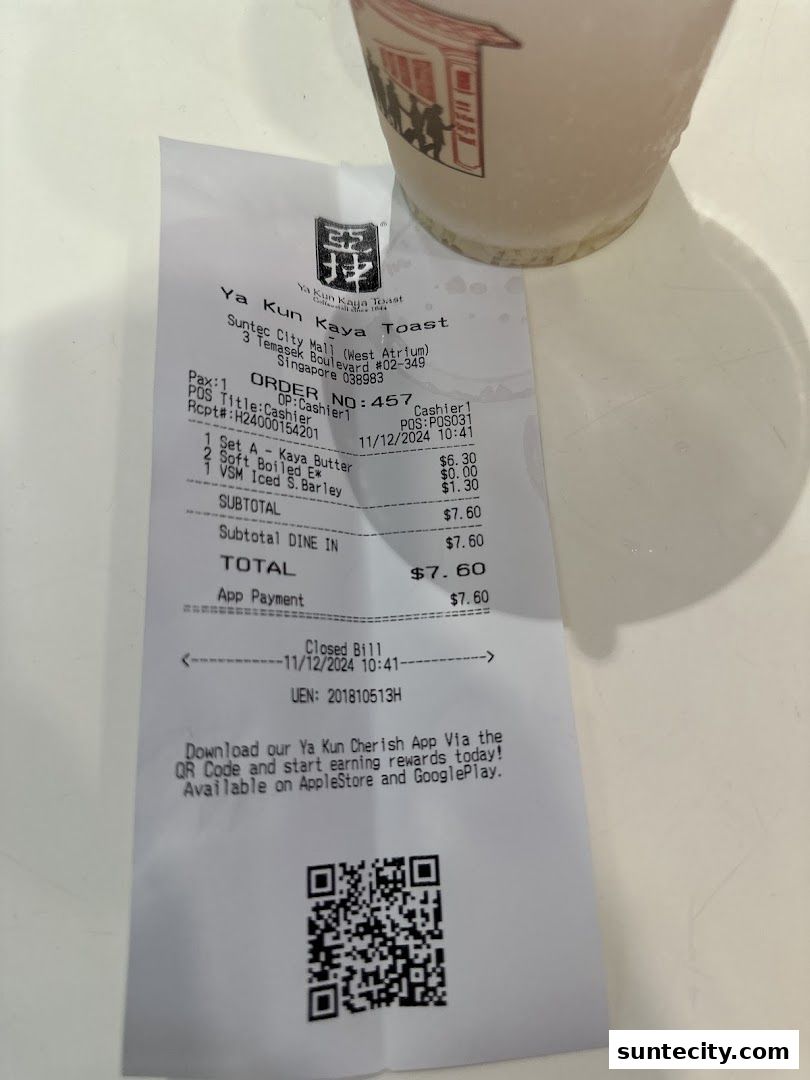 亞坤
®
Ya Kun Kaya Toast
Coffeestall since 1944
Ya Kun Kaya Toast
-
Suntec City Mall (West Atrium)
3 Temasek Boulevard #02-349
Singapore 038983
ORDER NO:457
Pax:1 OP:Cashier1 Cashier1
POS Title:Cashier POS:POS031
Rcpt#:H24000154201 11/12/2024 10:41
1 Set A - Kaya Butter $6.30
2 Soft Boiled E* $0.00
1 VSM Iced S.Barley $1.30
SUBTOTAL $7.60
Subtotal DINE IN $7.60
TOTAL $7.60
App Payment $7.60
Closed Bill
<-----------11/12/2024 10:41----------->
UEN: 201810513H
Download our Ya Kun Cherish App Via the
QR Code and start earning rewards today!
Available on AppleStore and GooglePlay.
suntecity.com